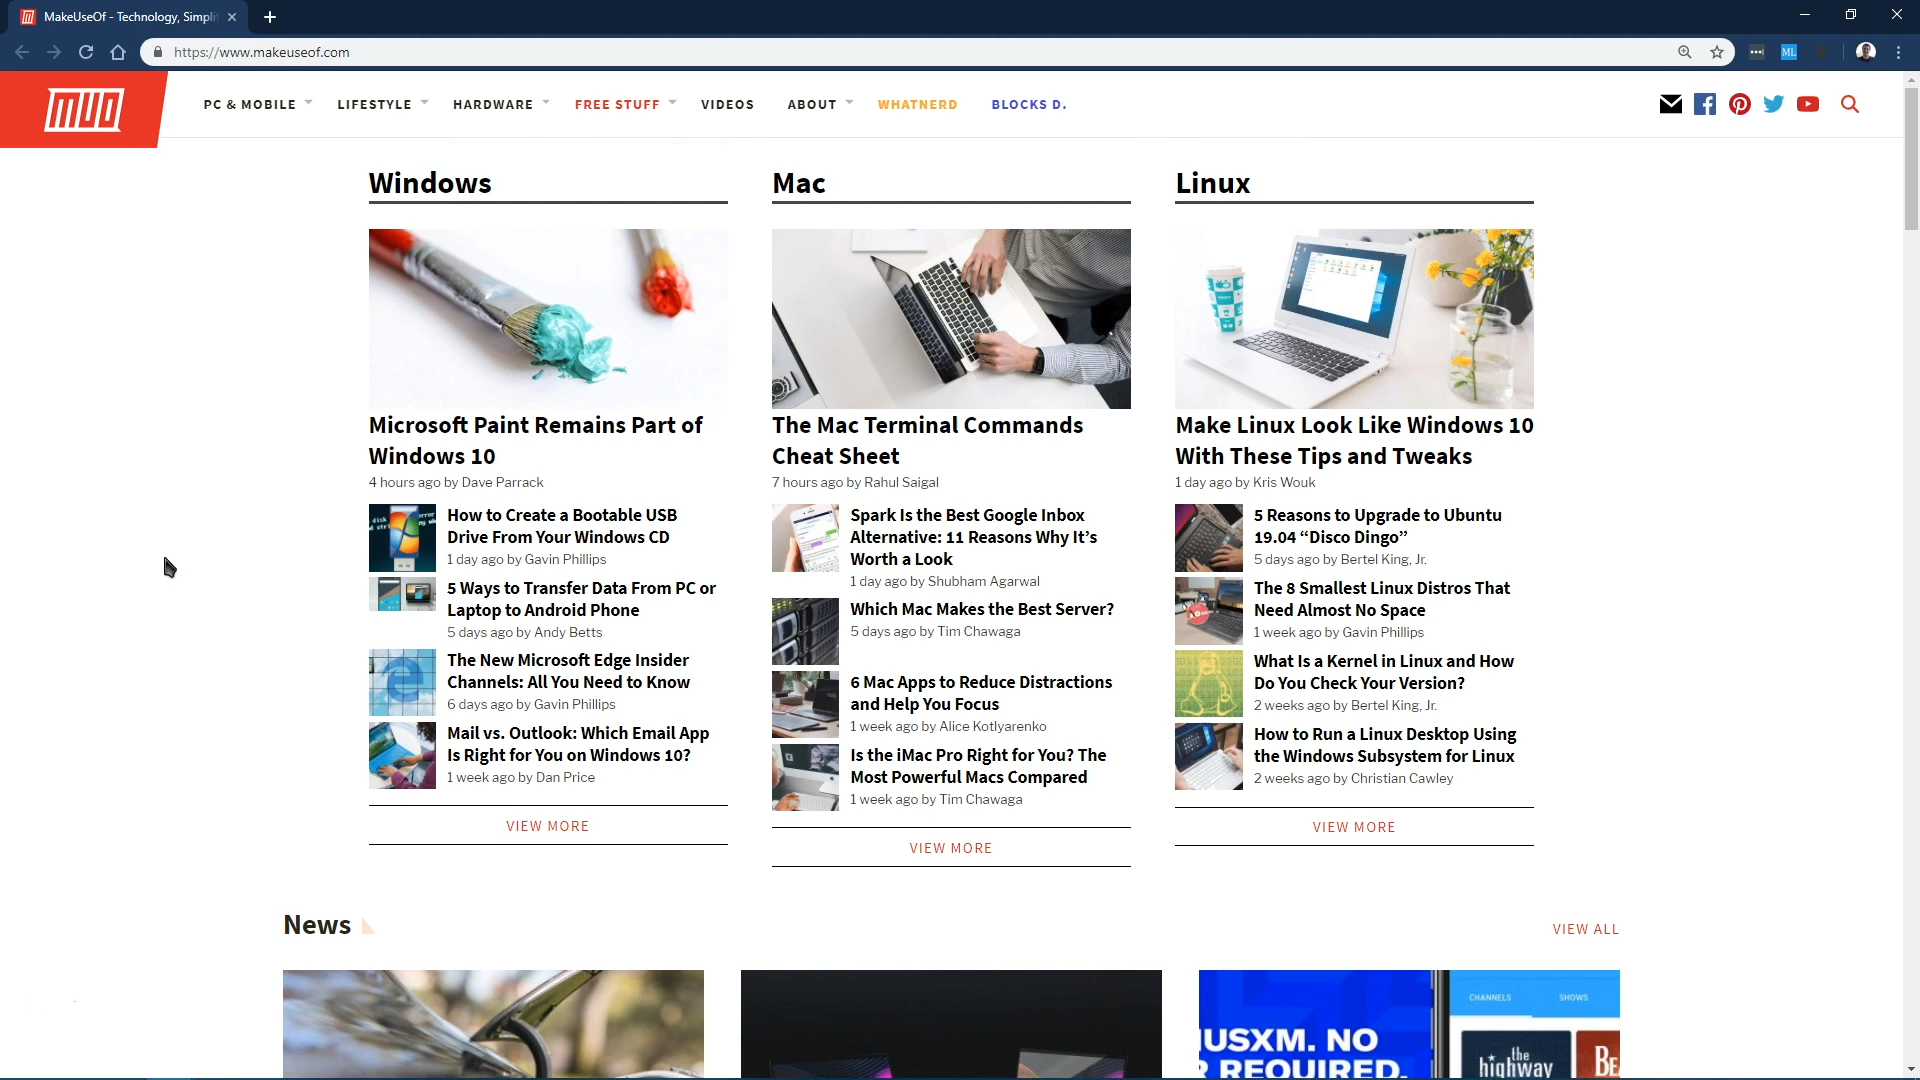 MakeUseOf - Technology, Simplif
https://www.makeuseof.com
ML
MUO
PC & MOBILE
LIFESTYLE
HARDWARE
FREE STUFF
VIDEOS
ABOUT
WHATNERD
BLOCKS D.
Windows
Microsoft Paint Remains Part of
Windows 10
4 hours ago by Dave Parrack
How to Create a Bootable USB
Drive From Your Windows CD
1 day ago by Gavin Phillips
5 Ways to Transfer Data From PC or
Laptop to Android Phone
5 days ago by Andy Betts
The New Microsoft Edge Insider
Channels: All You Need to Know
6 days ago by Gavin Phillips
Mail vs. Outlook: Which Email App
Is Right for You on Windows 10?
1 week ago by Dan Price
VIEW MORE
Mac
The Mac Terminal Commands
Cheat Sheet
7 hours ago by Rahul Saigal
Spark Is the Best Google Inbox
Alternative: 11 Reasons Why It’s
Worth a Look
1 day ago by Shubham Agarwal
Which Mac Makes the Best Server?
5 days ago by Tim Chawaga
6 Mac Apps to Reduce Distractions
and Help You Focus
1 week ago by Alice Kotlyarenko
Is the iMac Pro Right for You? The
Most Powerful Macs Compared
1 week ago by Tim Chawaga
VIEW MORE
Linux
Make Linux Look Like Windows 10
With These Tips and Tweaks
1 day ago by Kris Wouk
5 Reasons to Upgrade to Ubuntu
19.04 “Disco Dingo”
5 days ago by Bertel King, Jr.
The 8 Smallest Linux Distros That
Need Almost No Space
1 week ago by Gavin Phillips
What Is a Kernel in Linux and How
Do You Check Your Version?
2 weeks ago by Bertel King, Jr.
How to Run a Linux Desktop Using
the Windows Subsystem for Linux
2 weeks ago by Christian Cawley
VIEW MORE
News
VIEW ALL
IUSXM. NO
R REQUIRED.
CHANNELS
SHOWS
the
highway
BE